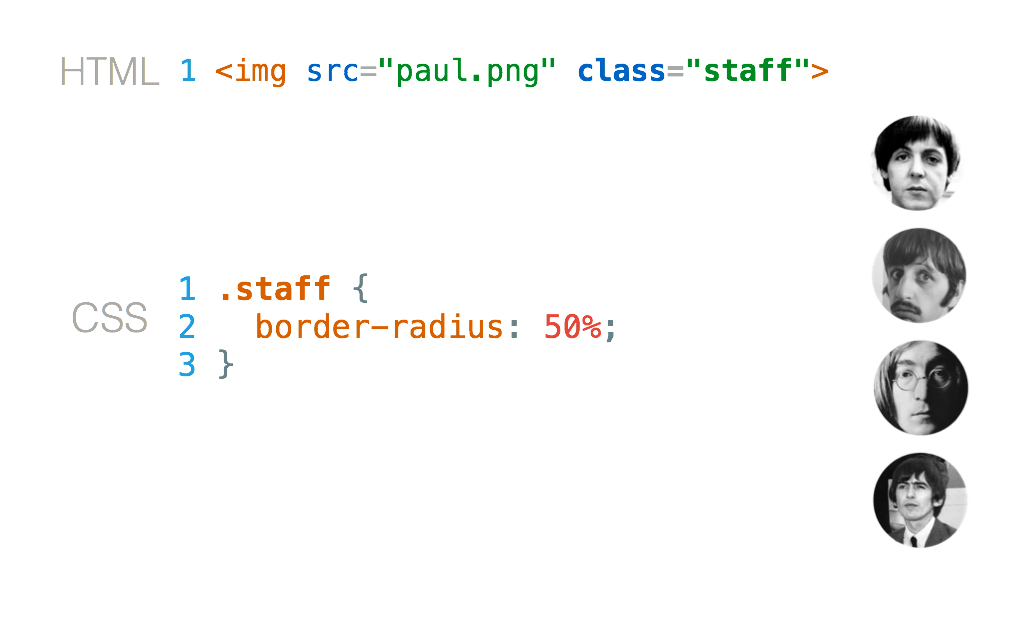 HTML 1 <img src="paul.png" class="staff">
1 .staff {
CSS 2 border-radius: 50%;
3 }